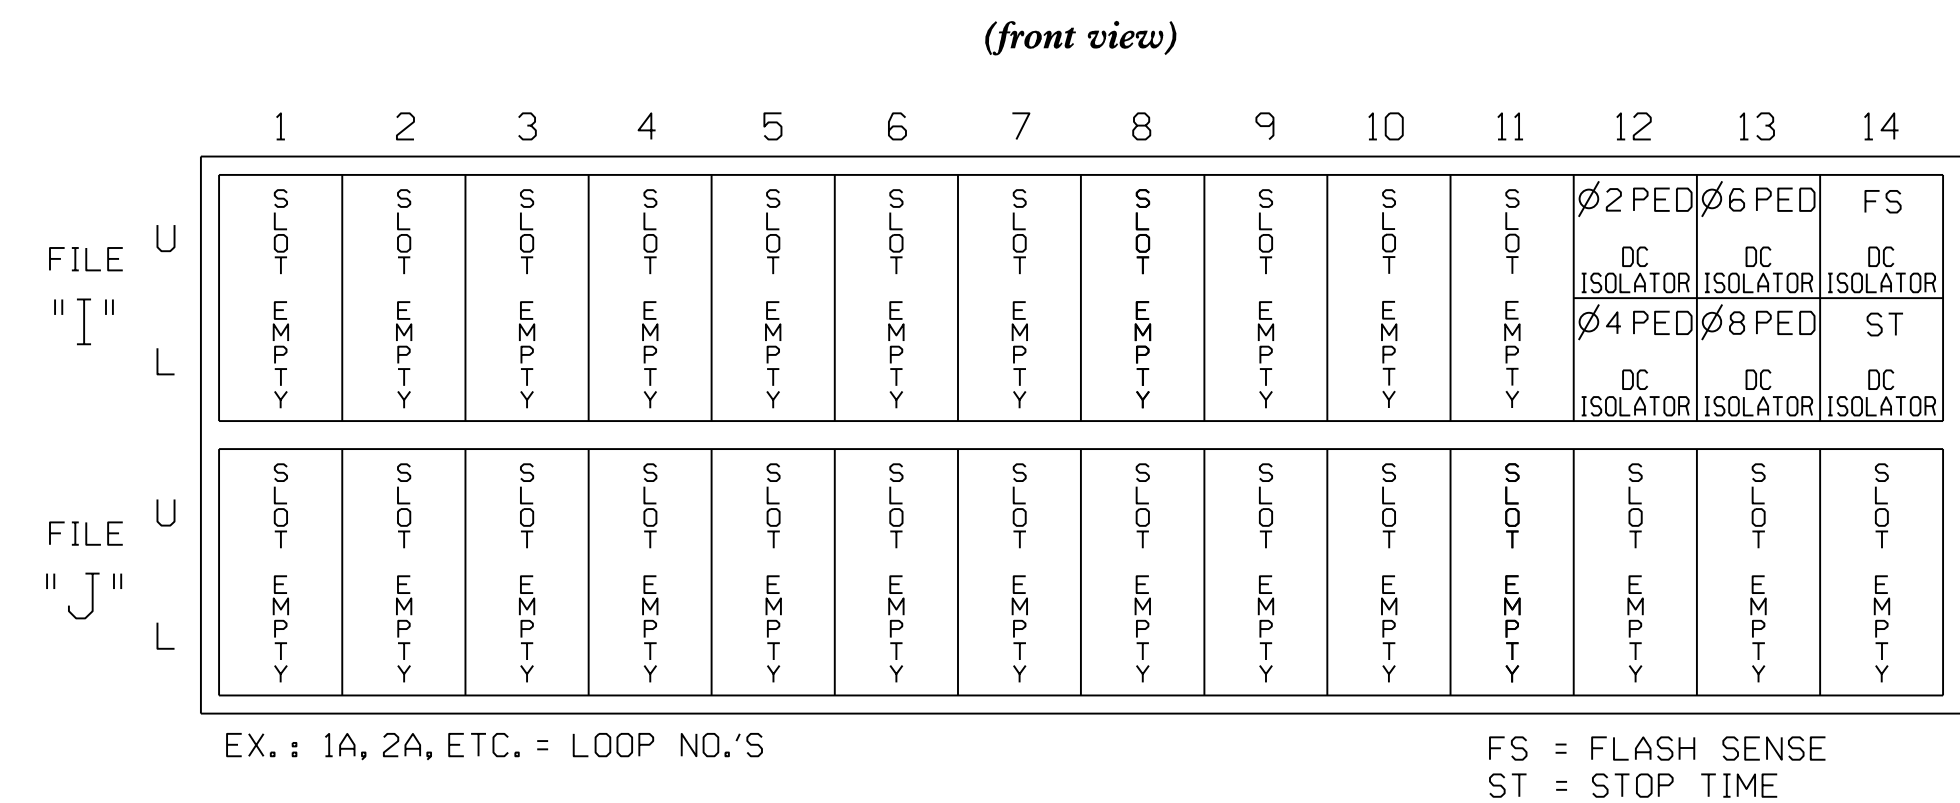 (front view)
1 2 3 4 5 6 7 8 9 10 11 12 13 14
FILE "I"
U
L
SLOT EMPTY SLOT EMPTY SLOT EMPTY SLOT EMPTY SLOT EMPTY SLOT EMPTY SLOT EMPTY SLOT EMPTY SLOT EMPTY SLOT EMPTY SLOT EMPTY
Ø2 PED Ø6 PED FS
DC DC DC
ISOLATOR ISOLATOR ISOLATOR
Ø4 PED Ø8 PED ST
DC DC DC
ISOLATOR ISOLATOR ISOLATOR
FILE "J"
U
L
SLOT EMPTY SLOT EMPTY SLOT EMPTY SLOT EMPTY SLOT EMPTY SLOT EMPTY SLOT EMPTY SLOT EMPTY SLOT EMPTY SLOT EMPTY SLOT EMPTY SLOT EMPTY SLOT EMPTY SLOT EMPTY
EX.: 1A, 2A, ETC. = LOOP NO.'S
FS = FLASH SENSE
ST = STOP TIME